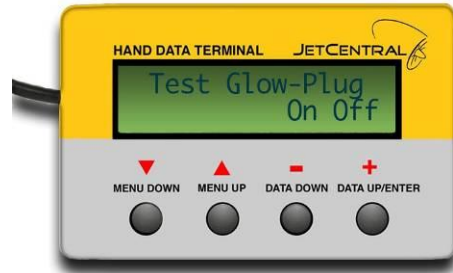 HAND DATA TERMINAL JETCENTRAL
Test Glow-Plug
On Off
MENU DOWN MENU UP DATA DOWN DATA UP/ENTER